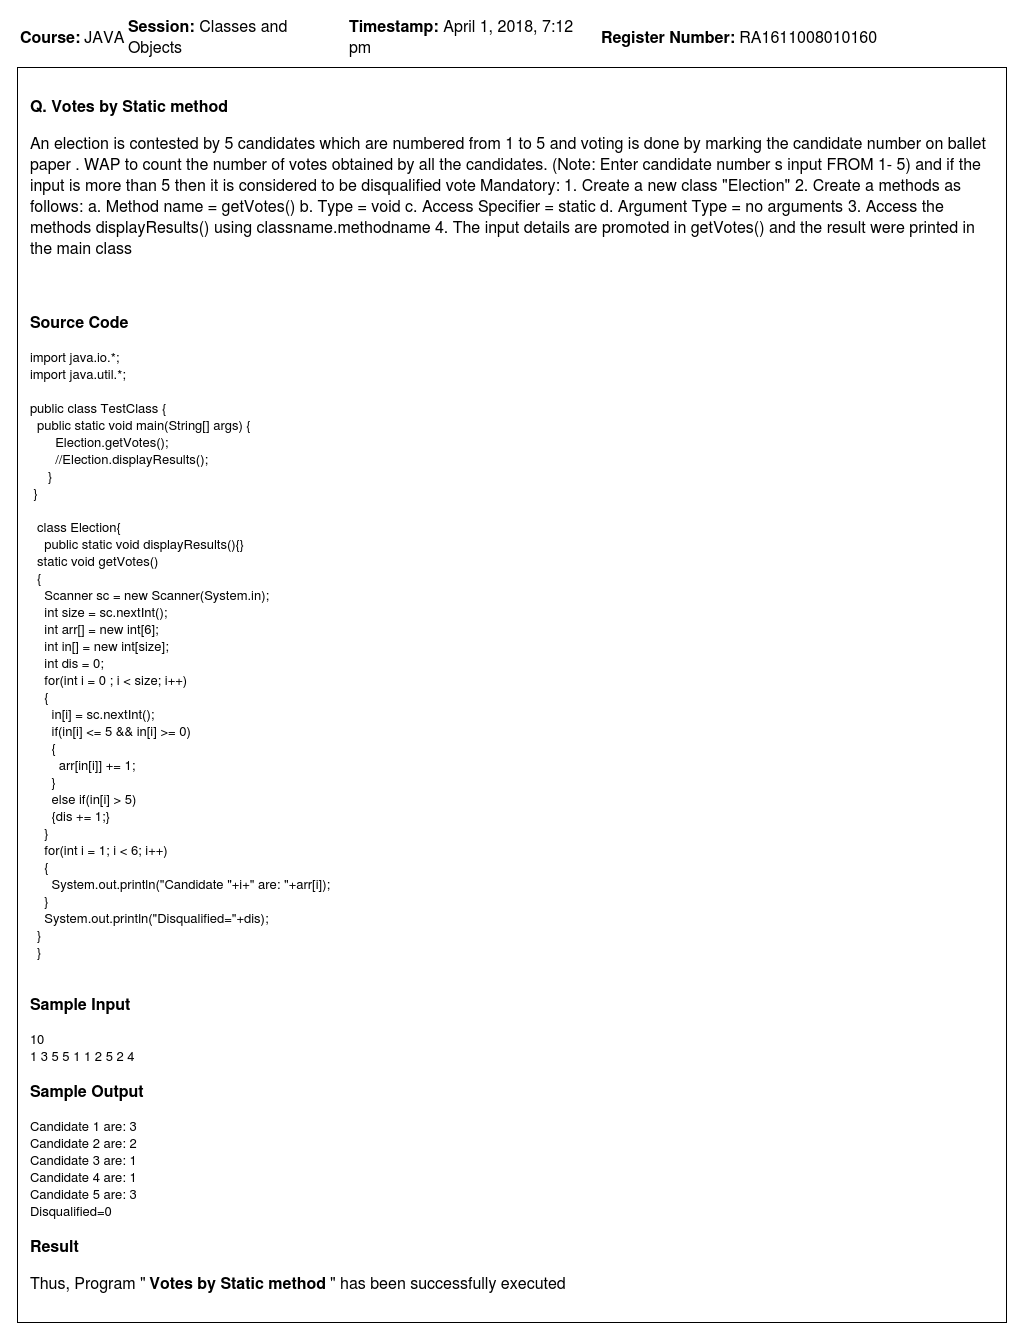 Course: JAVA Session: Classes and Objects Timestamp: April 1, 2018, 7:12 pm Register Number: RA1611008010160
Q. Votes by Static method
An election is contested by 5 candidates which are numbered from 1 to 5 and voting is done by marking the candidate number on ballet
paper . WAP to count the number of votes obtained by all the candidates. (Note: Enter candidate number s input FROM 1- 5) and if the
input is more than 5 then it is considered to be disqualified vote Mandatory: 1. Create a new class "Election" 2. Create a methods as
follows: a. Method name = getVotes() b. Type = void c. Access Specifier = static d. Argument Type = no arguments 3. Access the
methods displayResults() using classname.methodname 4. The input details are promoted in getVotes() and the result were printed in
the main class
Source Code
import java.io.*;
import java.util.*;
public class TestClass {
public static void main(String[] args) {
Election.getVotes();
//Election.displayResults();
}
}
class Election{
public static void displayResults(){}
static void getVotes()
{
Scanner sc = new Scanner(System.in);
int size = sc.nextInt();
int arr[] = new int[6];
int in[] = new int[size];
int dis = 0;
for(int i = 0 ; i < size; i++)
{
in[i] = sc.nextInt();
if(in[i] <= 5 && in[i] >= 0)
{
arr[in[i]] += 1;
}
else if(in[i] > 5)
{dis += 1;}
}
for(int i = 1; i < 6; i++)
{
System.out.println("Candidate "+i+" are: "+arr[i]);
}
System.out.println("Disqualified="+dis);
}
}
Sample Input
10
1 3 5 5 1 1 2 5 2 4
Sample Output
Candidate 1 are: 3
Candidate 2 are: 2
Candidate 3 are: 1
Candidate 4 are: 1
Candidate 5 are: 3
Disqualified=0
Result
Thus, Program " Votes by Static method " has been successfully executed